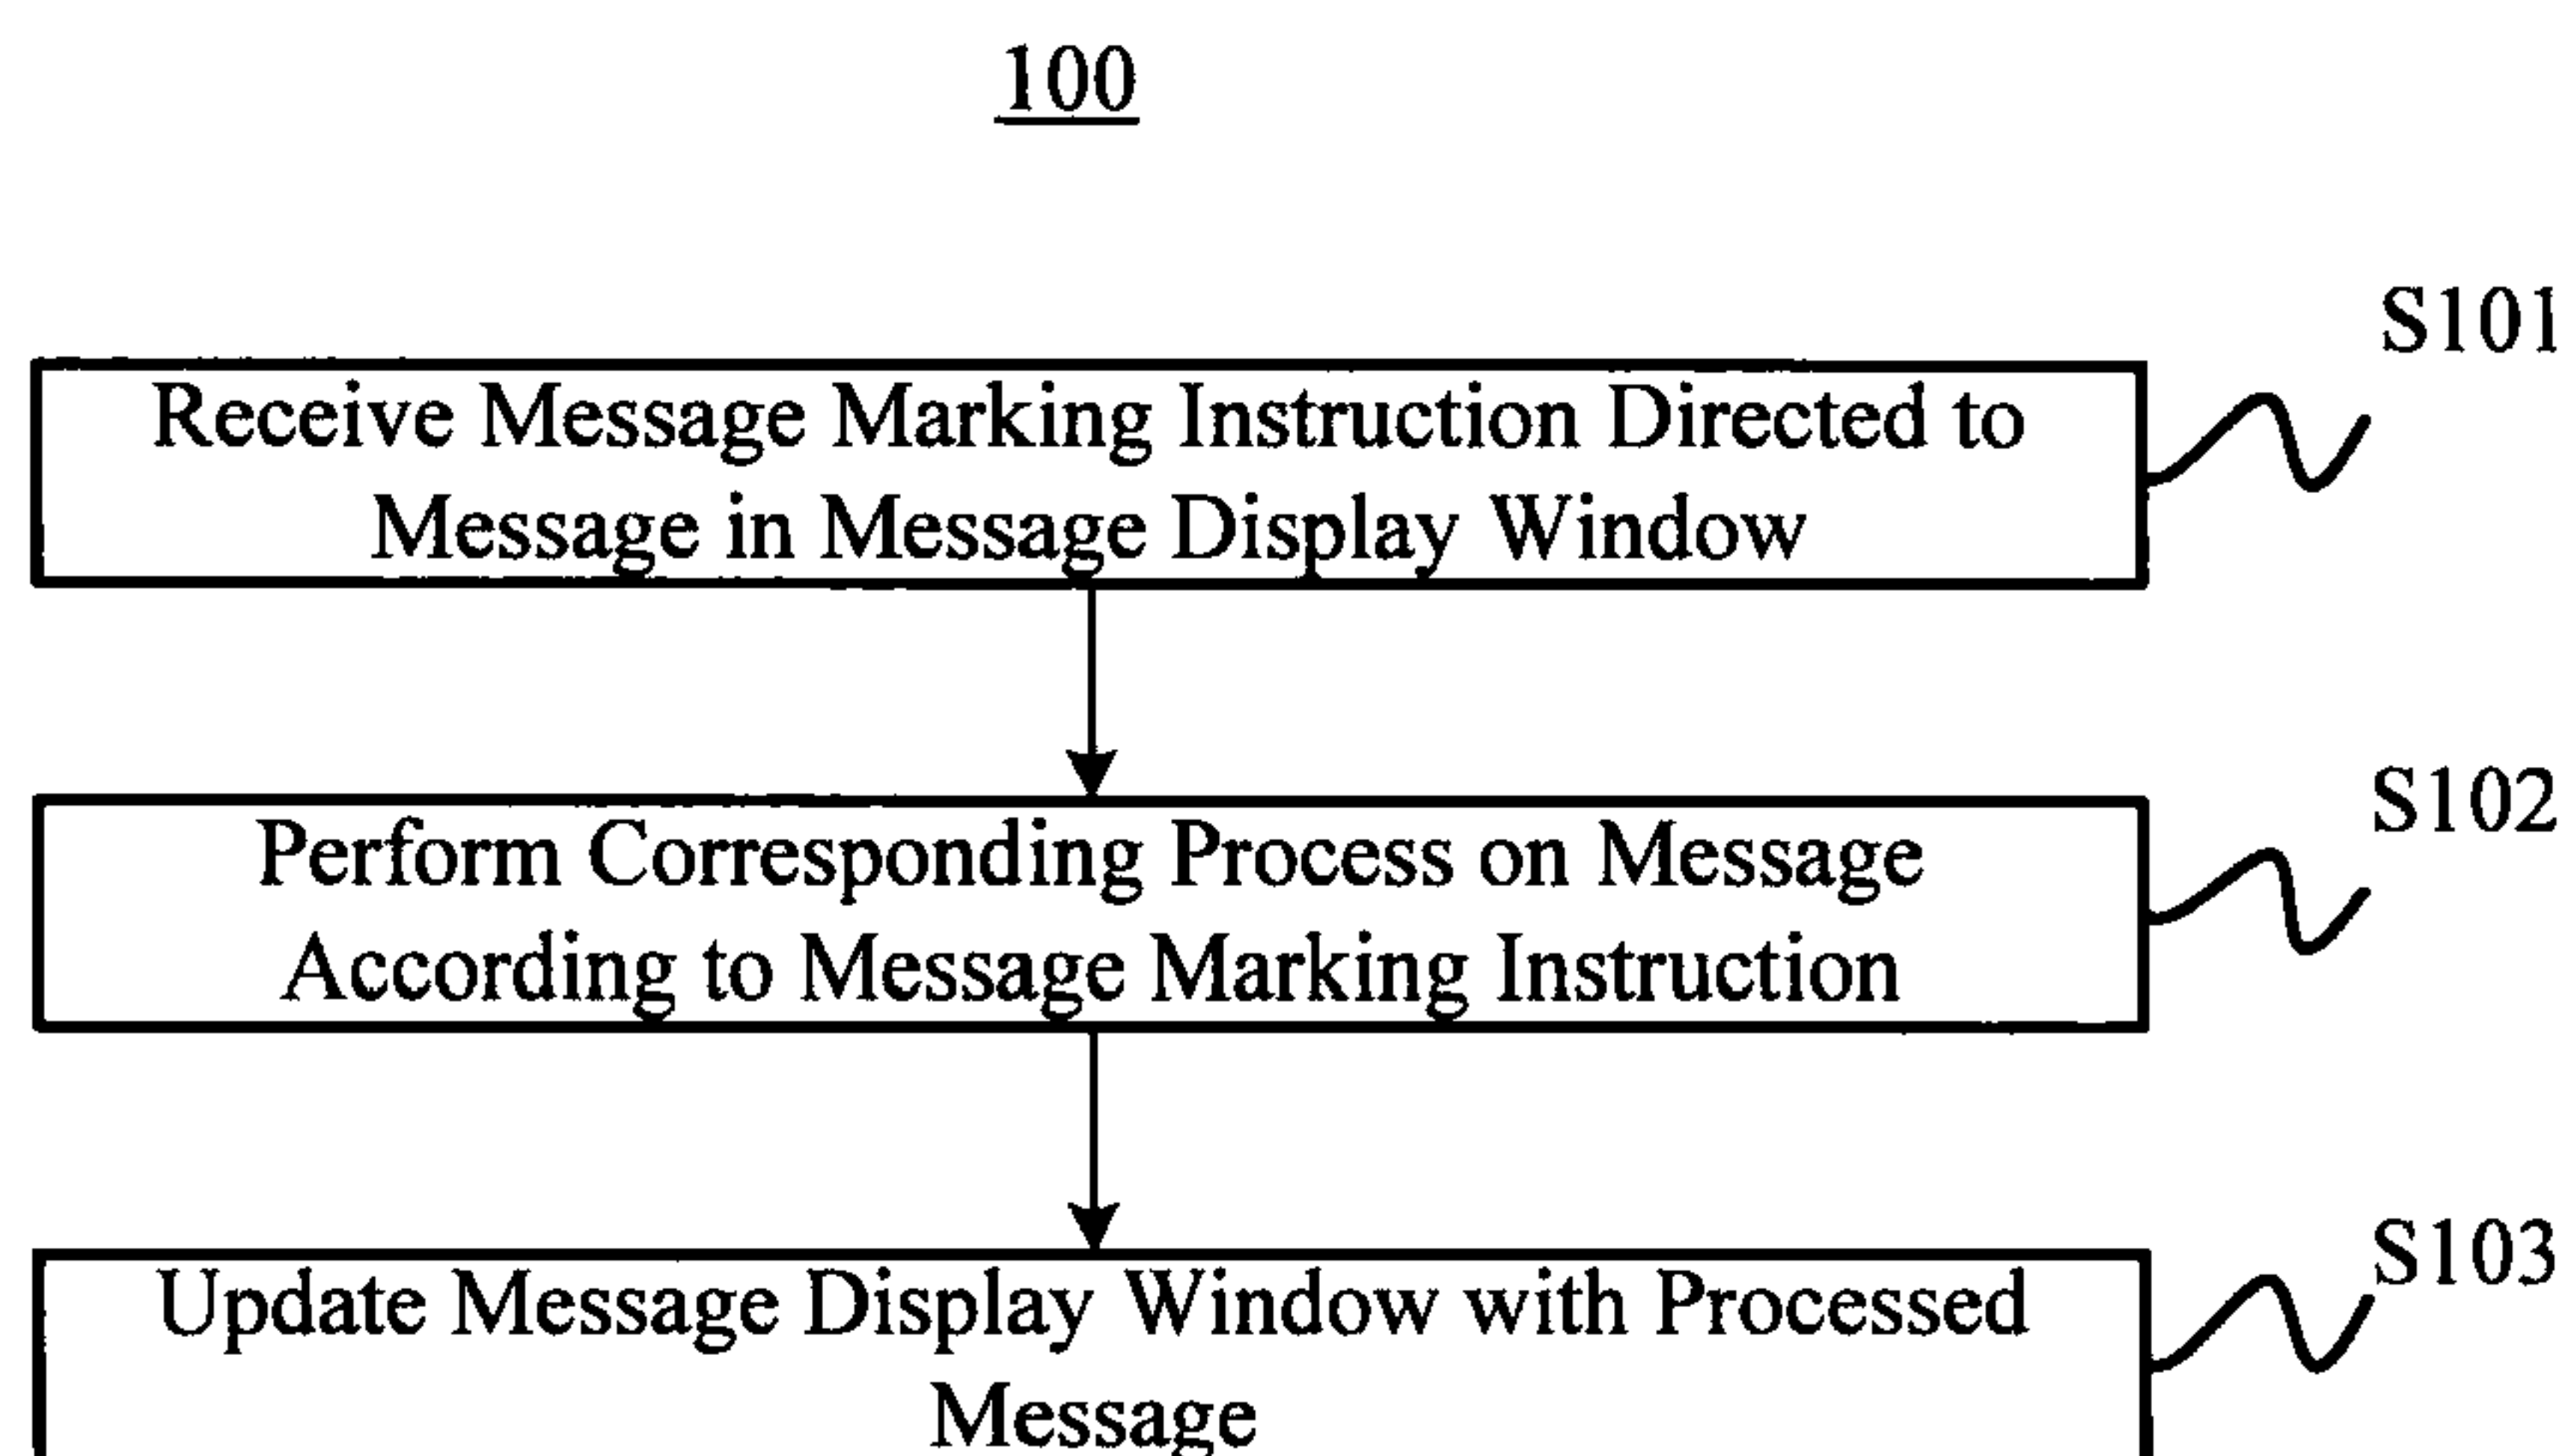 100
S101
Receive Message Marking Instruction Directed to
Message in Message Display Window
S102
Perform Corresponding Process on Message
According to Message Marking Instruction
S103
Update Message Display Window with Processed
Message